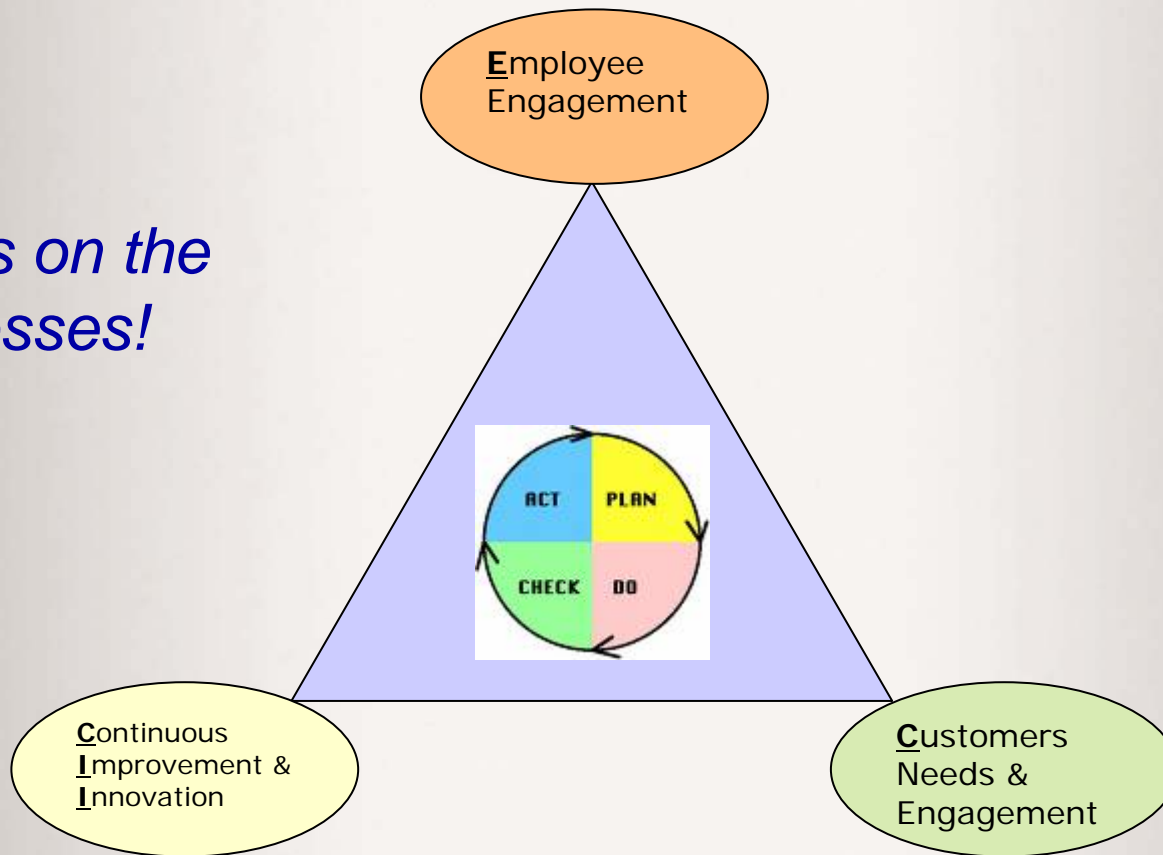 Employee
Engagement
s on the
sses!
ACT PLAN
CHECK DO
Continuous
Improvement &
Innovation
Customers
Needs &
Engagement